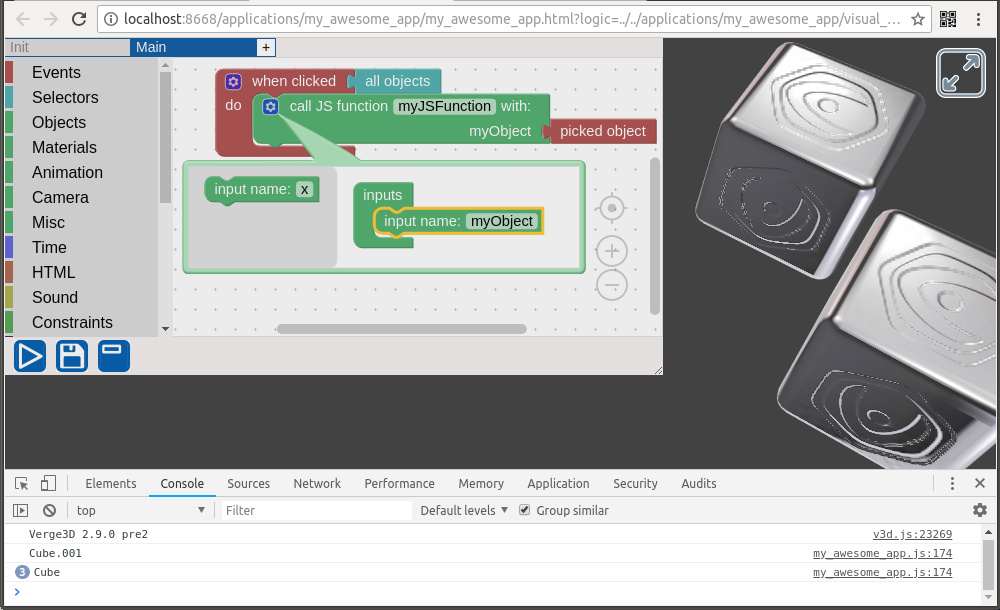 localhost:8668/applications/my_awesome_app/my_awesome_app.html?logic=../../applications/my_awesome_app/visual_...
Init Main +
Events
Selectors
Objects
Materials
Animation
Camera
Misc
Time
HTML
Sound
Constraints
when clicked all objects
do call JS function myJSFunction with:
myObject picked object
input name: x
inputs
input name: myObject
Elements Console Sources Network Performance Memory Application Security Audits
top Filter Default levels Group similar
Verge3D 2.9.0 pre2 v3d.js:23269
Cube.001 my_awesome_app.js:174
3 Cube my_awesome_app.js:174